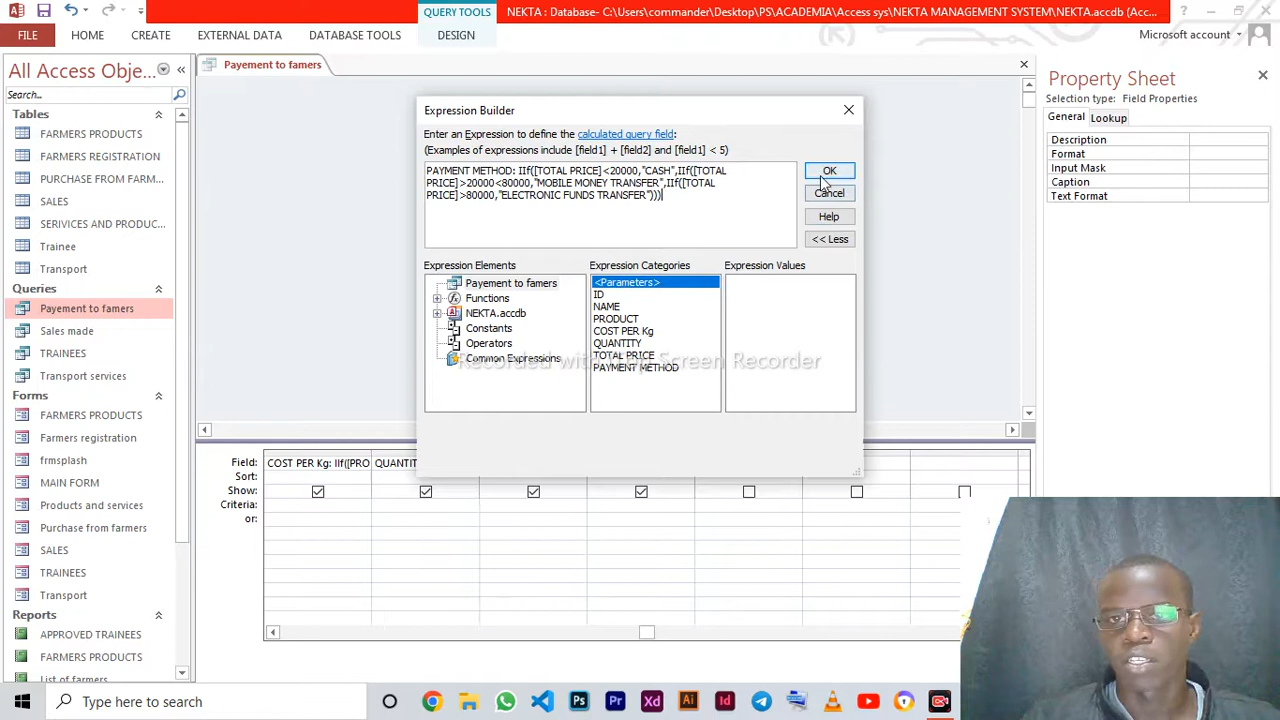 QUERY TOOLS
NEKTA : Database- C:\Users\commander\Desktop\PS\ACADEMIA\Access sys\NEKTA MANAGEMENT SYSTEM\NEKTA.accdb (Acc...
FILE
HOME
CREATE
EXTERNAL DATA
DATABASE TOOLS
DESIGN
Microsoft account
All Access Obje...
Search...
Tables
FARMERS PRODUCTS
FARMERS REGISTRATION
PURCHASE FROM FARMER...
SALES
SERVICES AND PRODUC...
Trainee
Transport
Queries
Payement to famers
Sales made
TRAINEES
Transport services
Forms
FARMERS PRODUCTS
Farmers registration
frmsplash
MAIN FORM
Products and services
Purchase from farmers
SALES
TRAINEES
Transport
Reports
APPROVED TRAINEES
FARMERS PRODUCTS
List of farmers
Payement to famers
Expression Builder
Enter an Expression to define the calculated query field:
(Examples of expressions include [field1] + [field2] and [field1] < 5)
PAYMENT METHOD: IIf([TOTAL PRICE]<20000,"CASH",IIf([TOTAL
PRICE]>20000<80000,"MOBILE MONEY TRANSFER",IIf([TOTAL
PRICE]>80000,"ELECTRONIC FUNDS TRANSFER")))
OK
Cancel
Help
<< Less
Expression Elements
Payement to famers
Functions
NEKTA.accdb
Constants
Operators
Common Expressions
Expression Categories
<Parameters>
ID
NAME
PRODUCT
COST PER Kg
QUANTITY
TOTAL PRICE
PAYMENT METHOD
Expression Values
Field: COST PER Kg: IIf([PRO QUANTIT
Sort:
Show:
Criteria:
or:
Property Sheet
Selection type: Field Properties
General
Lookup
Description
Format
Input Mask
Caption
Text Format
Type here to search